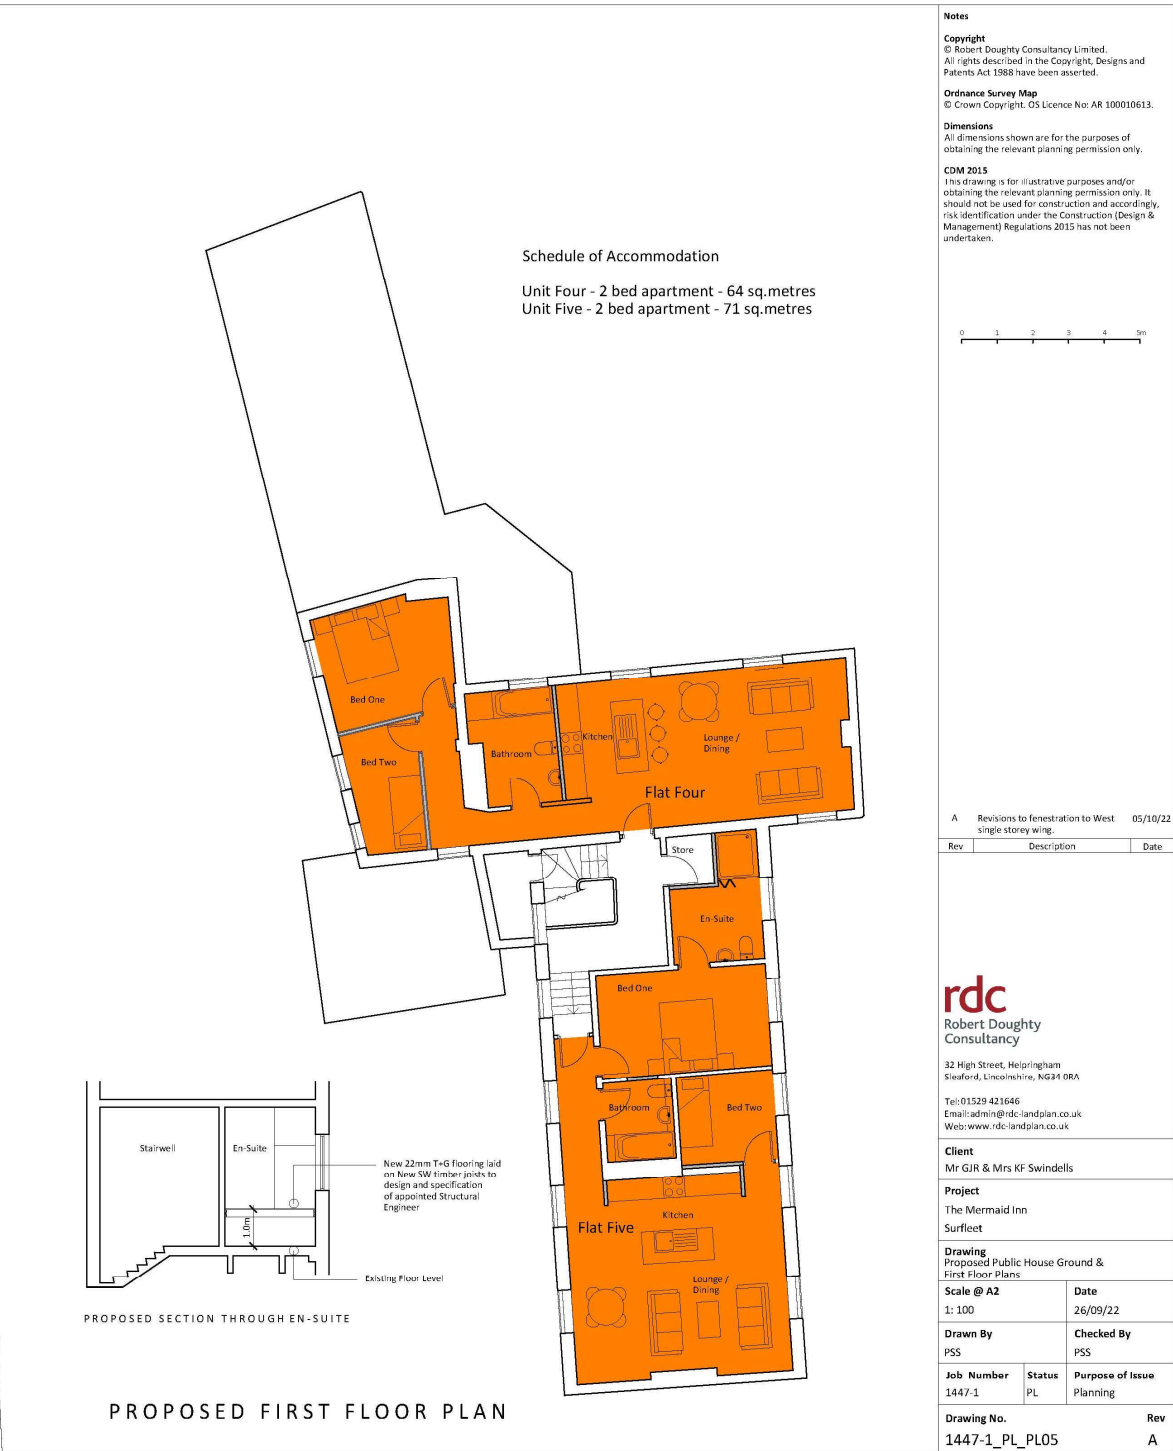 Notes
Copyright
© Robert Doughty Consultancy Limited.
All rights described in the Copyright, Designs and
Patents Act 1988 have been asserted.
Ordnance Survey Map
© Crown Copyright. OS Licence No: AR 100010613.
Dimensions
All dimensions shown are for the purposes of
obtaining the relevant planning permission only.
CDM 2015
This drawing is for illustrative purposes and/or
obtaining the relevant planning permission only. It
should not be used for construction and accordingly,
risk identification under the Construction (Design &
Management) Regulations 2015 has not been
undertaken.
0 1 2 3 4 5m
Schedule of Accommodation
Unit Four - 2 bed apartment - 64 sq.metres
Unit Five - 2 bed apartment - 71 sq.metres
Bed One
Bed Two
Bathroom
Kitchen
Lounge /
Dining
Flat Four
Store
En-Suite
Bed One
Bathroom
Bed Two
Flat Five
Kitchen
Lounge /
Dining
Stairwell
En-Suite
1.0m
New 22mm T+G flooring laid
on New SW timber joists to
design and specification
of appointed Structural
Engineer
Existing Floor Level
PROPOSED SECTION THROUGH EN-SUITE
PROPOSED FIRST FLOOR PLAN
A Revisions to fenestration to West 05/10/22
single storey wing.
Rev Description Date
rdc
Robert Doughty
Consultancy
32 High Street, Helpringham
Sleaford, Lincolnshire, NG34 0RA
Tel:01529 421646
Email:admin@rdc-landplan.co.uk
Web:www.rdc-landplan.co.uk
Client
Mr GJR & Mrs KF Swindells
Project
The Mermaid Inn
Surfleet
Drawing
Proposed Public House Ground &
First Floor Plans
Scale @ A2 Date
1: 100 26/09/22
Drawn By Checked By
PSS PSS
Job Number Status Purpose of Issue
1447-1 PL Planning
Drawing No. Rev
1447-1_PL_PL05 A